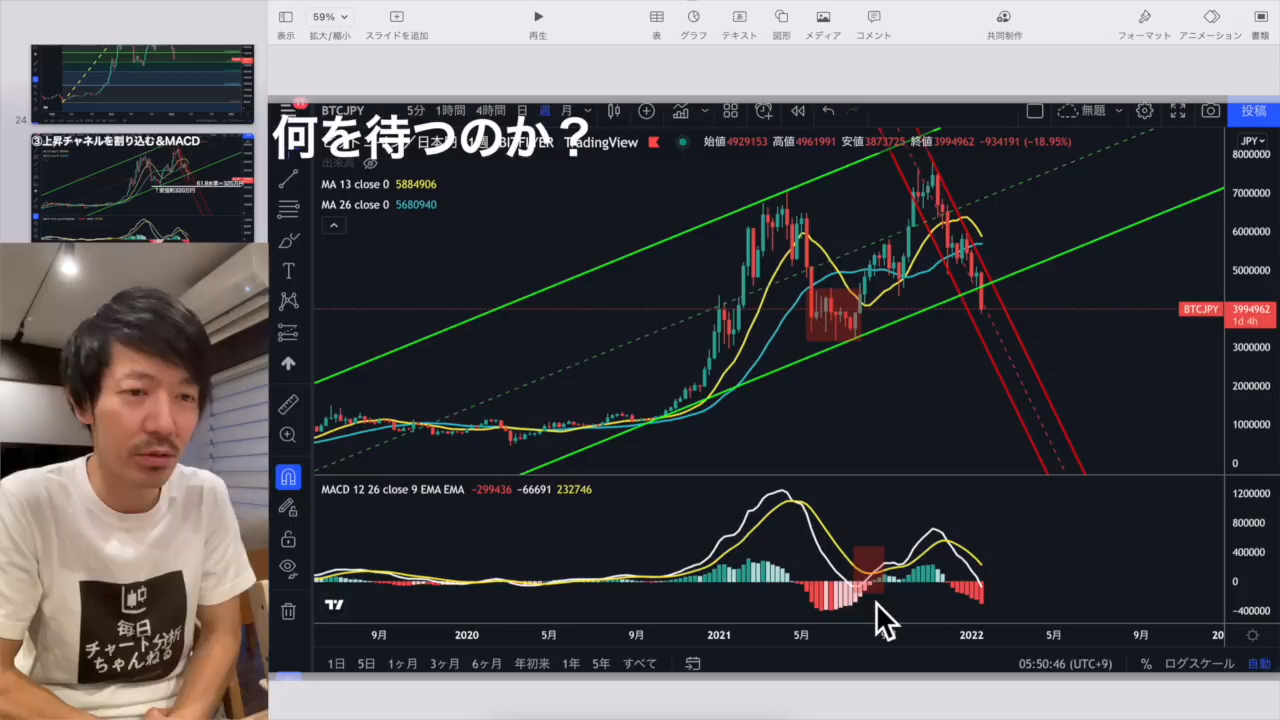 59%
表示
拡大/縮小
スライドを追加
再生
表
グラフ
テキスト
図形
メディア
コメント
共同制作
フォーマット
アニメーション
書類
24
③上昇チャネルを割り込む&MACD
BTCJPY
5分
1時間
4時間
日
週
月
無題
投稿
何を待つのか？
BITFLYER
TradingView
始値4929153
高値4961991
安値3873775
終値3994962
−934191 (−18.95%)
JPY
出来高
MA 13 close 0 5884906
MA 26 close 0 5680940
8000000
7000000
6000000
5000000
BTCJPY
3994962
1d 4h
3000000
2000000
1000000
0
MACD 12 26 close 9 EMA EMA −299436 −66691 232746
1200000
800000
400000
0
−400000
9月
2020
5月
9月
2021
5月
2022
5月
9月
20
1日
5日
1ヶ月
3ヶ月
6ヶ月
年初来
1年
5年
すべて
05:50:46 (UTC+9)
%
ログスケール
自動
毎日
チャート分析
ちゃんねる